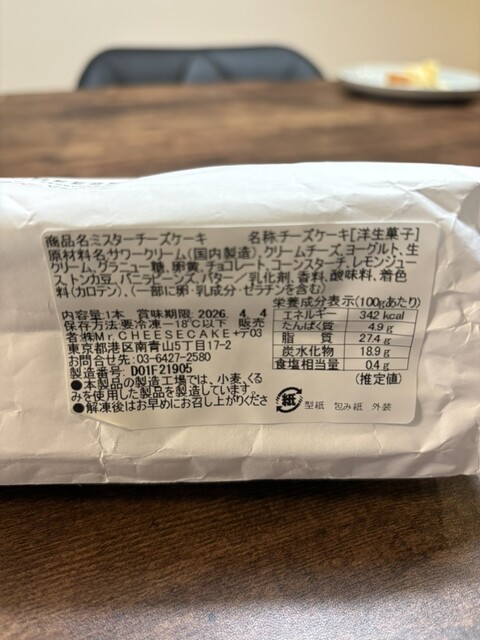 商品名ミスターチーズケーキ 名称チーズケーキ[洋生菓子]
原材料名サワークリーム(国内製造)、クリームチーズ、ヨーグルト、生
クリーム、グラニュー糖、卵黄、チョコレート、コーンスターチ、レモンジュー
ス、トンカ豆、バニラビーンズ、バター/乳化剤、香料、酸味料、着色
料(カロテン)、(一部に卵・乳成分・ゼラチンを含む)
栄養成分表示(100gあたり)
内容量:1本 賞味期限:2026. 4. 4
保存方法:要冷凍-18℃以下 販売
者:(株)Mr.CHEESECAKE+デ03
東京都港区南青山5丁目17-2
お問合せ先:03-6427-2580
製造番号: D01F21905
●本製品の製造工場では、小麦、くる
みを使用した製品を製造しています。
●解凍後はお早めにお召し上がりくださ
エネルギー 342 kcal
たんぱく質 4.9 g
脂質 27.4 g
炭水化物 18.9 g
食塩相当量 0.4 g
(推定値)
紙 型紙 包み紙 外装